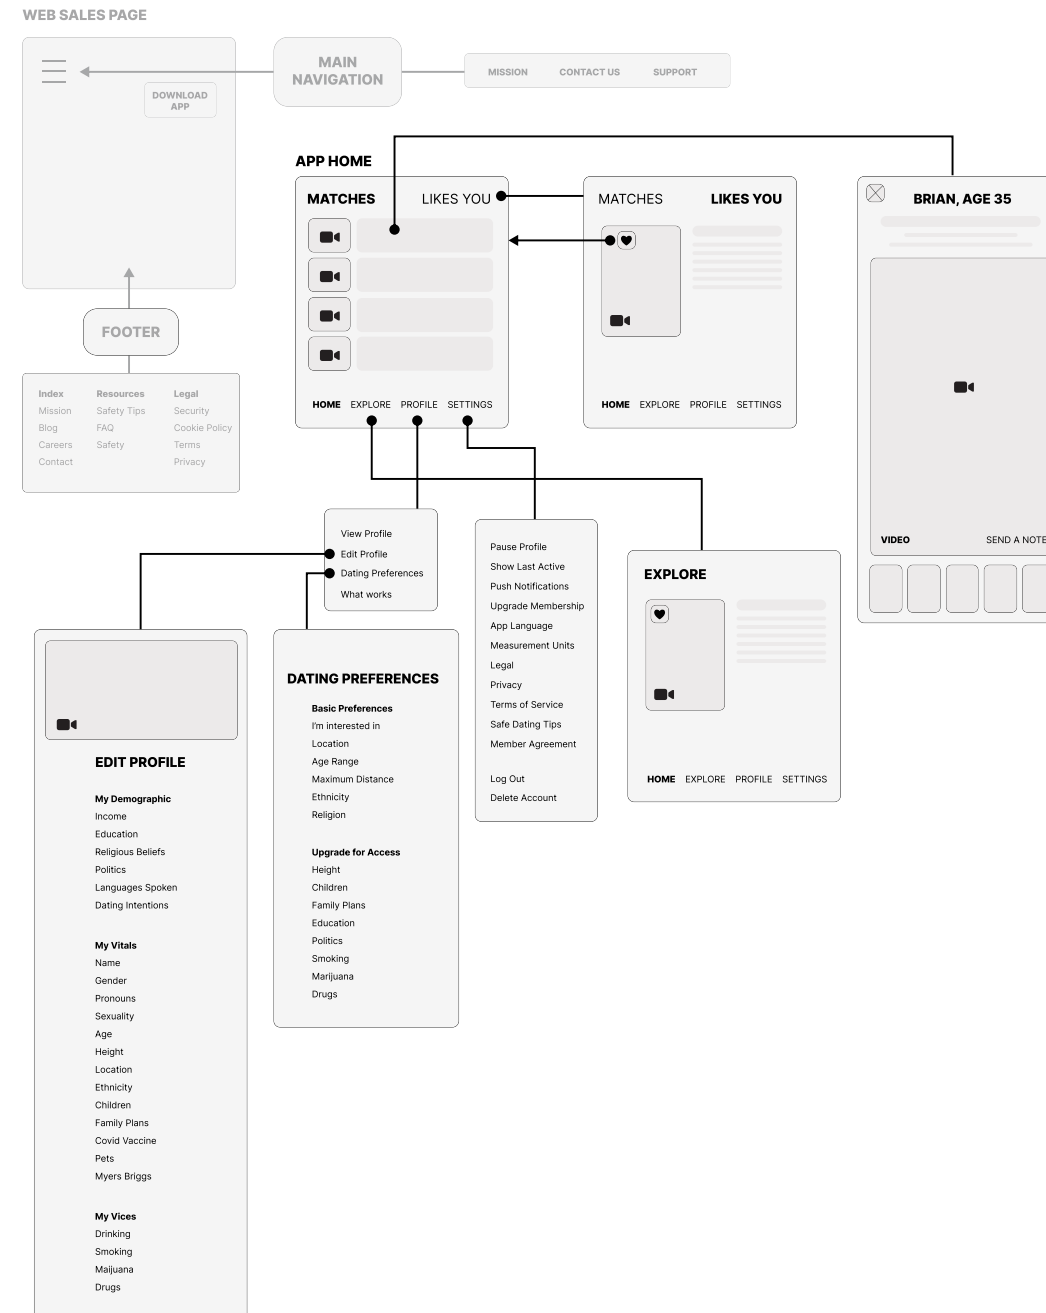 WEB SALES PAGE
MAIN
NAVIGATION
MISSION CONTACT US SUPPORT
DOWNLOAD
APP
FOOTER
Index
Mission
Blog
Careers
Contact
Resources
Safety Tips
FAQ
Safety
Legal
Security
Cookie Policy
Terms
Privacy
APP HOME
MATCHES LIKES YOU
HOME EXPLORE PROFILE SETTINGS
MATCHES LIKES YOU
HOME EXPLORE PROFILE SETTINGS
BRIAN, AGE 35
VIDEO SEND A NOTE
View Profile
Edit Profile
Dating Preferences
What works
Pause Profile
Show Last Active
Push Notifications
Upgrade Membership
App Language
Measurement Units
Legal
Privacy
Terms of Service
Safe Dating Tips
Member Agreement
Log Out
Delete Account
EXPLORE
HOME EXPLORE PROFILE SETTINGS
EDIT PROFILE
My Demographic
Income
Education
Religious Beliefs
Politics
Languages Spoken
Dating Intentions
My Vitals
Name
Gender
Pronouns
Sexuality
Age
Height
Location
Ethnicity
Children
Family Plans
Covid Vaccine
Pets
Myers Briggs
My Vices
Drinking
Smoking
Maijuana
Drugs
DATING PREFERENCES
Basic Preferences
I'm interested in
Location
Age Range
Maximum Distance
Ethnicity
Religion
Upgrade for Access
Height
Children
Family Plans
Education
Politics
Smoking
Marijuana
Drugs